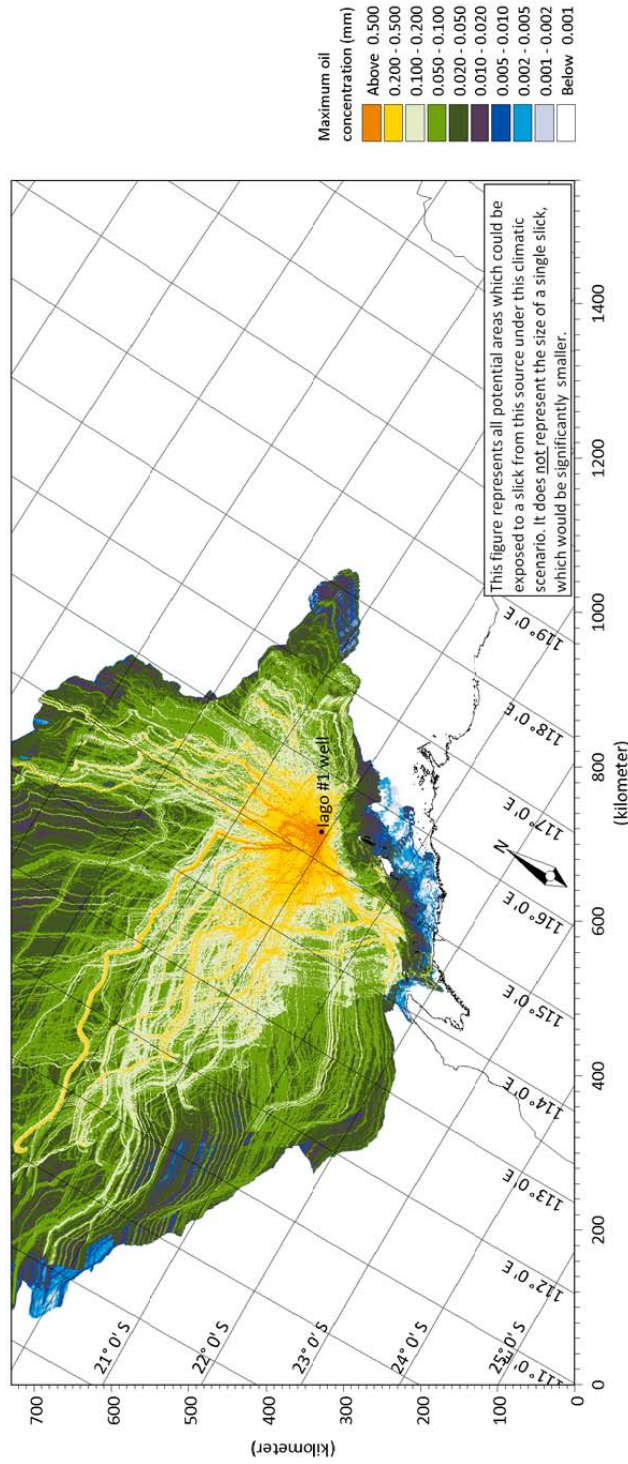 Maximum oil
concentration (mm)
Above 0.500
0.200 - 0.500
0.100 - 0.200
0.050 - 0.100
0.020 - 0.050
0.010 - 0.020
0.005 - 0.010
0.002 - 0.005
0.001 - 0.002
Below 0.001
Iago #1 well
N
This figure represents all potential areas which could be
exposed to a slick from this source under this climatic
scenario. It does not represent the size of a single slick,
which would be significantly smaller.
21° 0' S
22° 0' S
23° 0' S
24° 0' S
25° 0' S
111° 0' E
112° 0' E
113° 0' E
114° 0' E
115° 0' E
116° 0' E
117° 0' E
118° 0' E
119° 0' E
700
600
500
400
300
200
100
0
(kilometer)
0
200
400
600
800
1000
1200
1400
(kilometer)